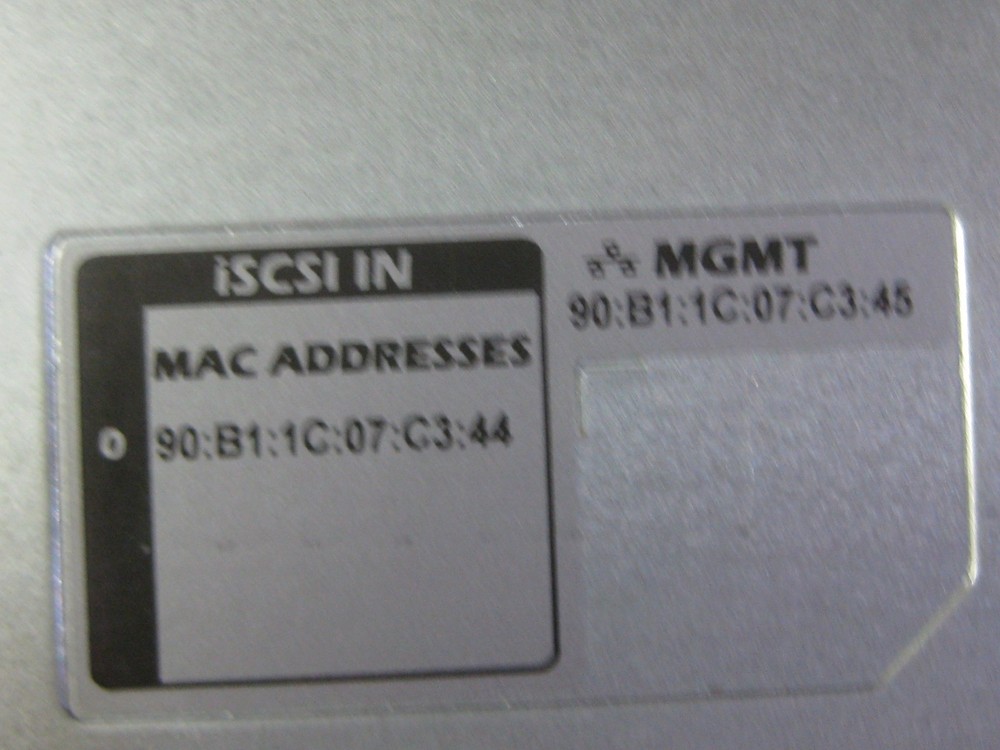 iSCSI IN
MAC ADDRESSES
0
90:B1:1C:07:C3:44
MGMT
90:B1:1C:07:C3:45